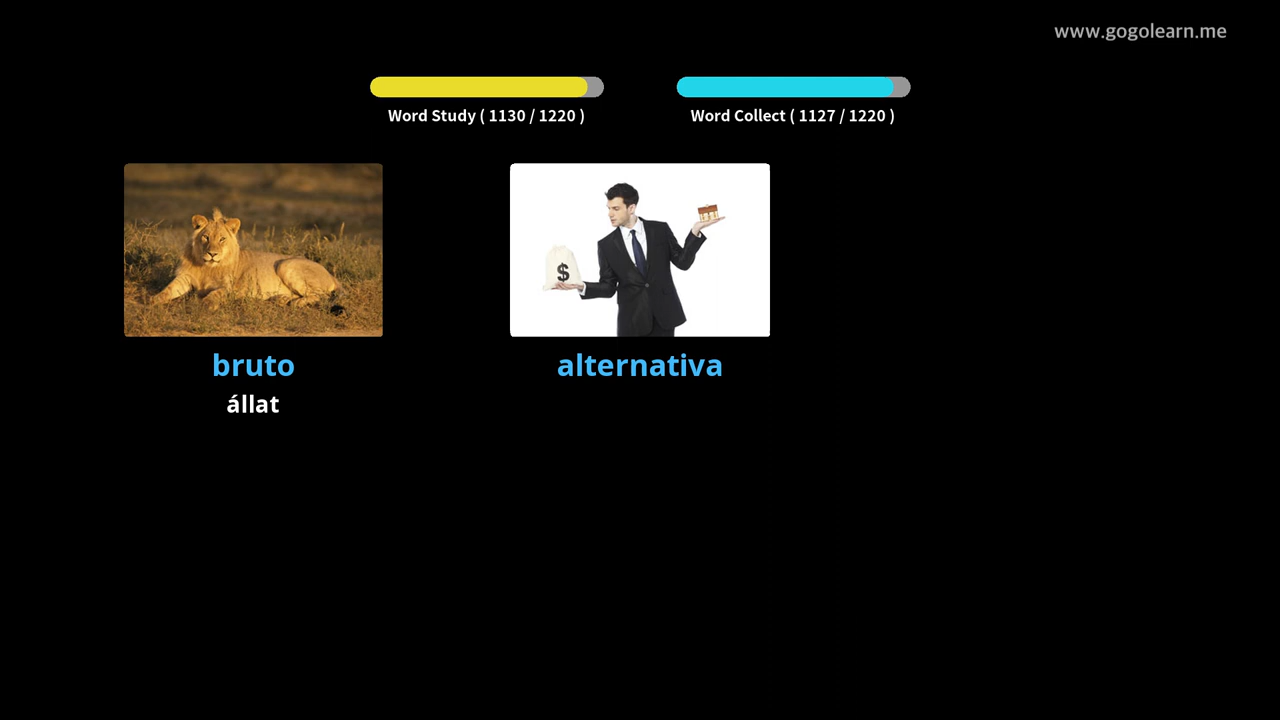 www.gogolearn.me
Word Study ( 1130 / 1220 )
Word Collect ( 1127 / 1220 )
$
bruto
alternativa
állat